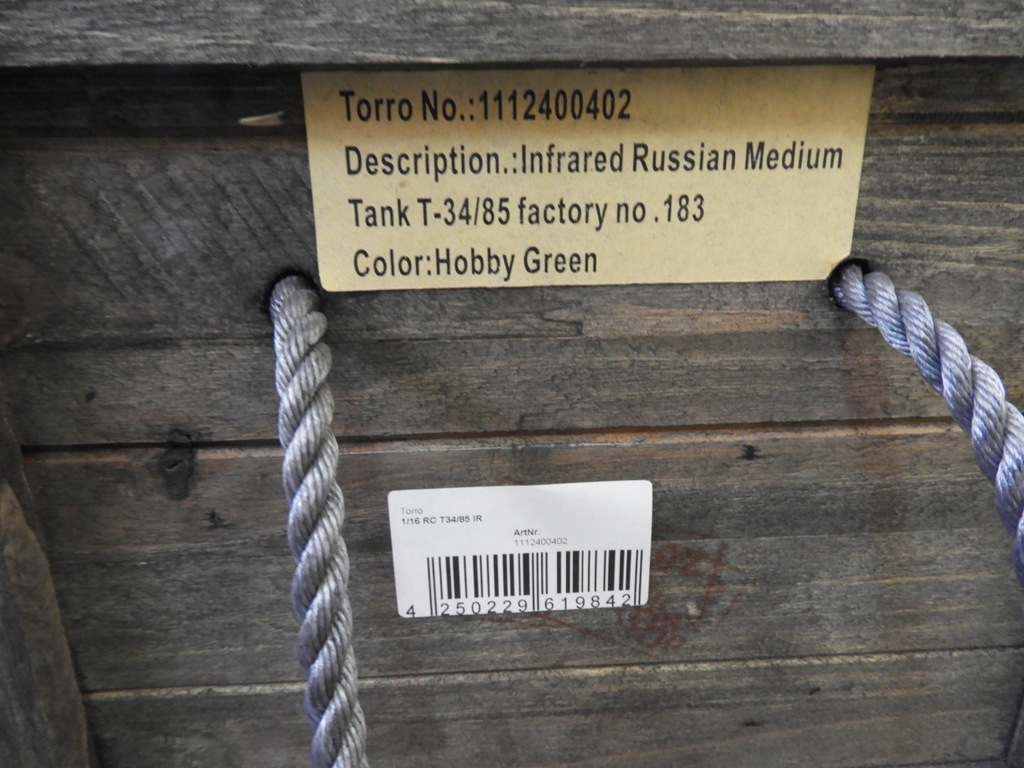 Torro No.:1112400402
Description.:Infrared Russian Medium
Tank T-34/85 factory no .183
Color:Hobby Green
Torro
1/16 RC T34/85 IR
ArtNr.
1112400402
4 250229 619842